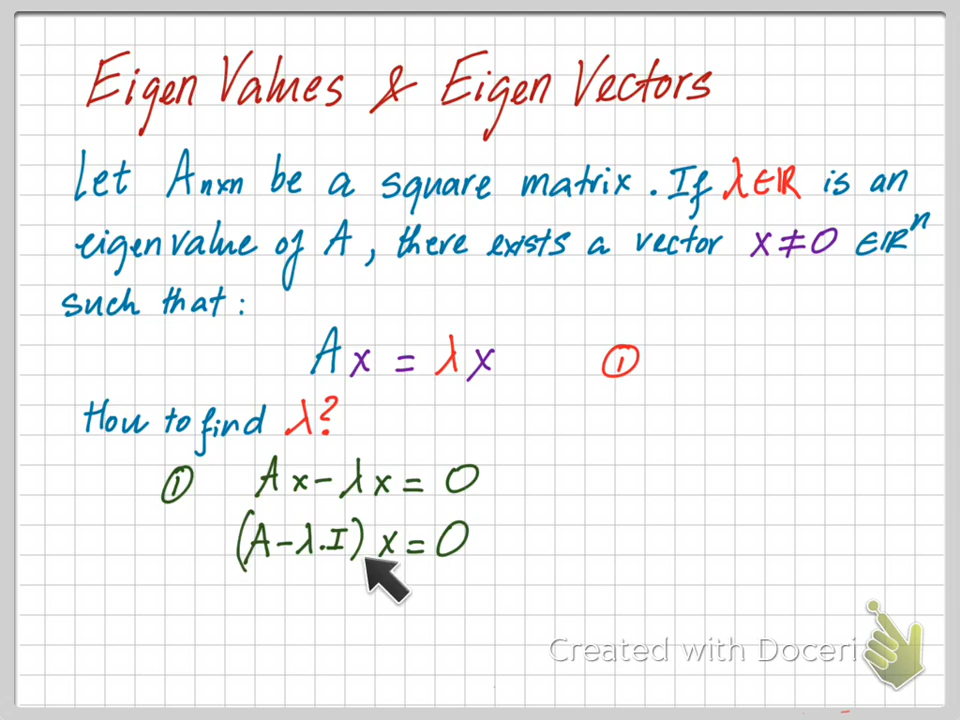 Eigen Values & Eigen Vectors
Let Anxn be a square matrix. If λ∈ℝ is an
eigenvalue of A, there exists a vector x≠0 ∈ℝⁿ
such that:
Ax = λx ①
How to find λ?
① Ax-λx=0
(A-λ.I)x=0
Created with Doceri